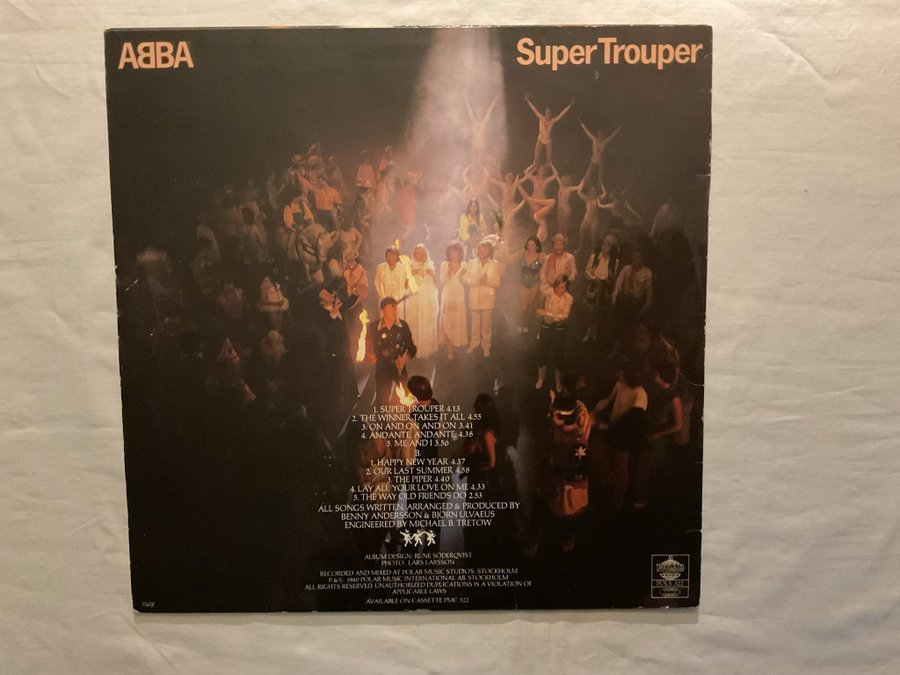 AᗺBA
Super Trouper
1. SUPER TROUPER 4.13
2. THE WINNER TAKES IT ALL 4.55
3. ON AND ON AND ON 3.41
4. ANDANTE ANDANTE 4.38
5. ME AND I 3.56
B.
1. HAPPY NEW YEAR 4.37
2. OUR LAST SUMMER 4.58
3. THE PIPER 4.40
4. LAY ALL YOUR LOVE ON ME 4.33
5. THE WAY OLD FRIENDS DO 2.53
ALL SONGS WRITTEN, ARRANGED & PRODUCED BY
BENNY ANDERSSON & BJÖRN ULVAEUS
ENGINEERED BY MICHAEL B. TRETOW
ALBUM DESIGN: RUNE SÖDERQVIST
PHOTO: LARS LARSSON
RECORDED AND MIXED AT POLAR MUSIC STUDIOS, STOCKHOLM
℗ & © 1980 POLAR MUSIC INTERNATIONAL AB, STOCKHOLM
ALL RIGHTS RESERVED. UNAUTHORIZED DUPLICATIONS IS A VIOLATION OF
APPLICABLE LAWS
AVAILABLE ON CASSETTE PMC 322
POLS 322